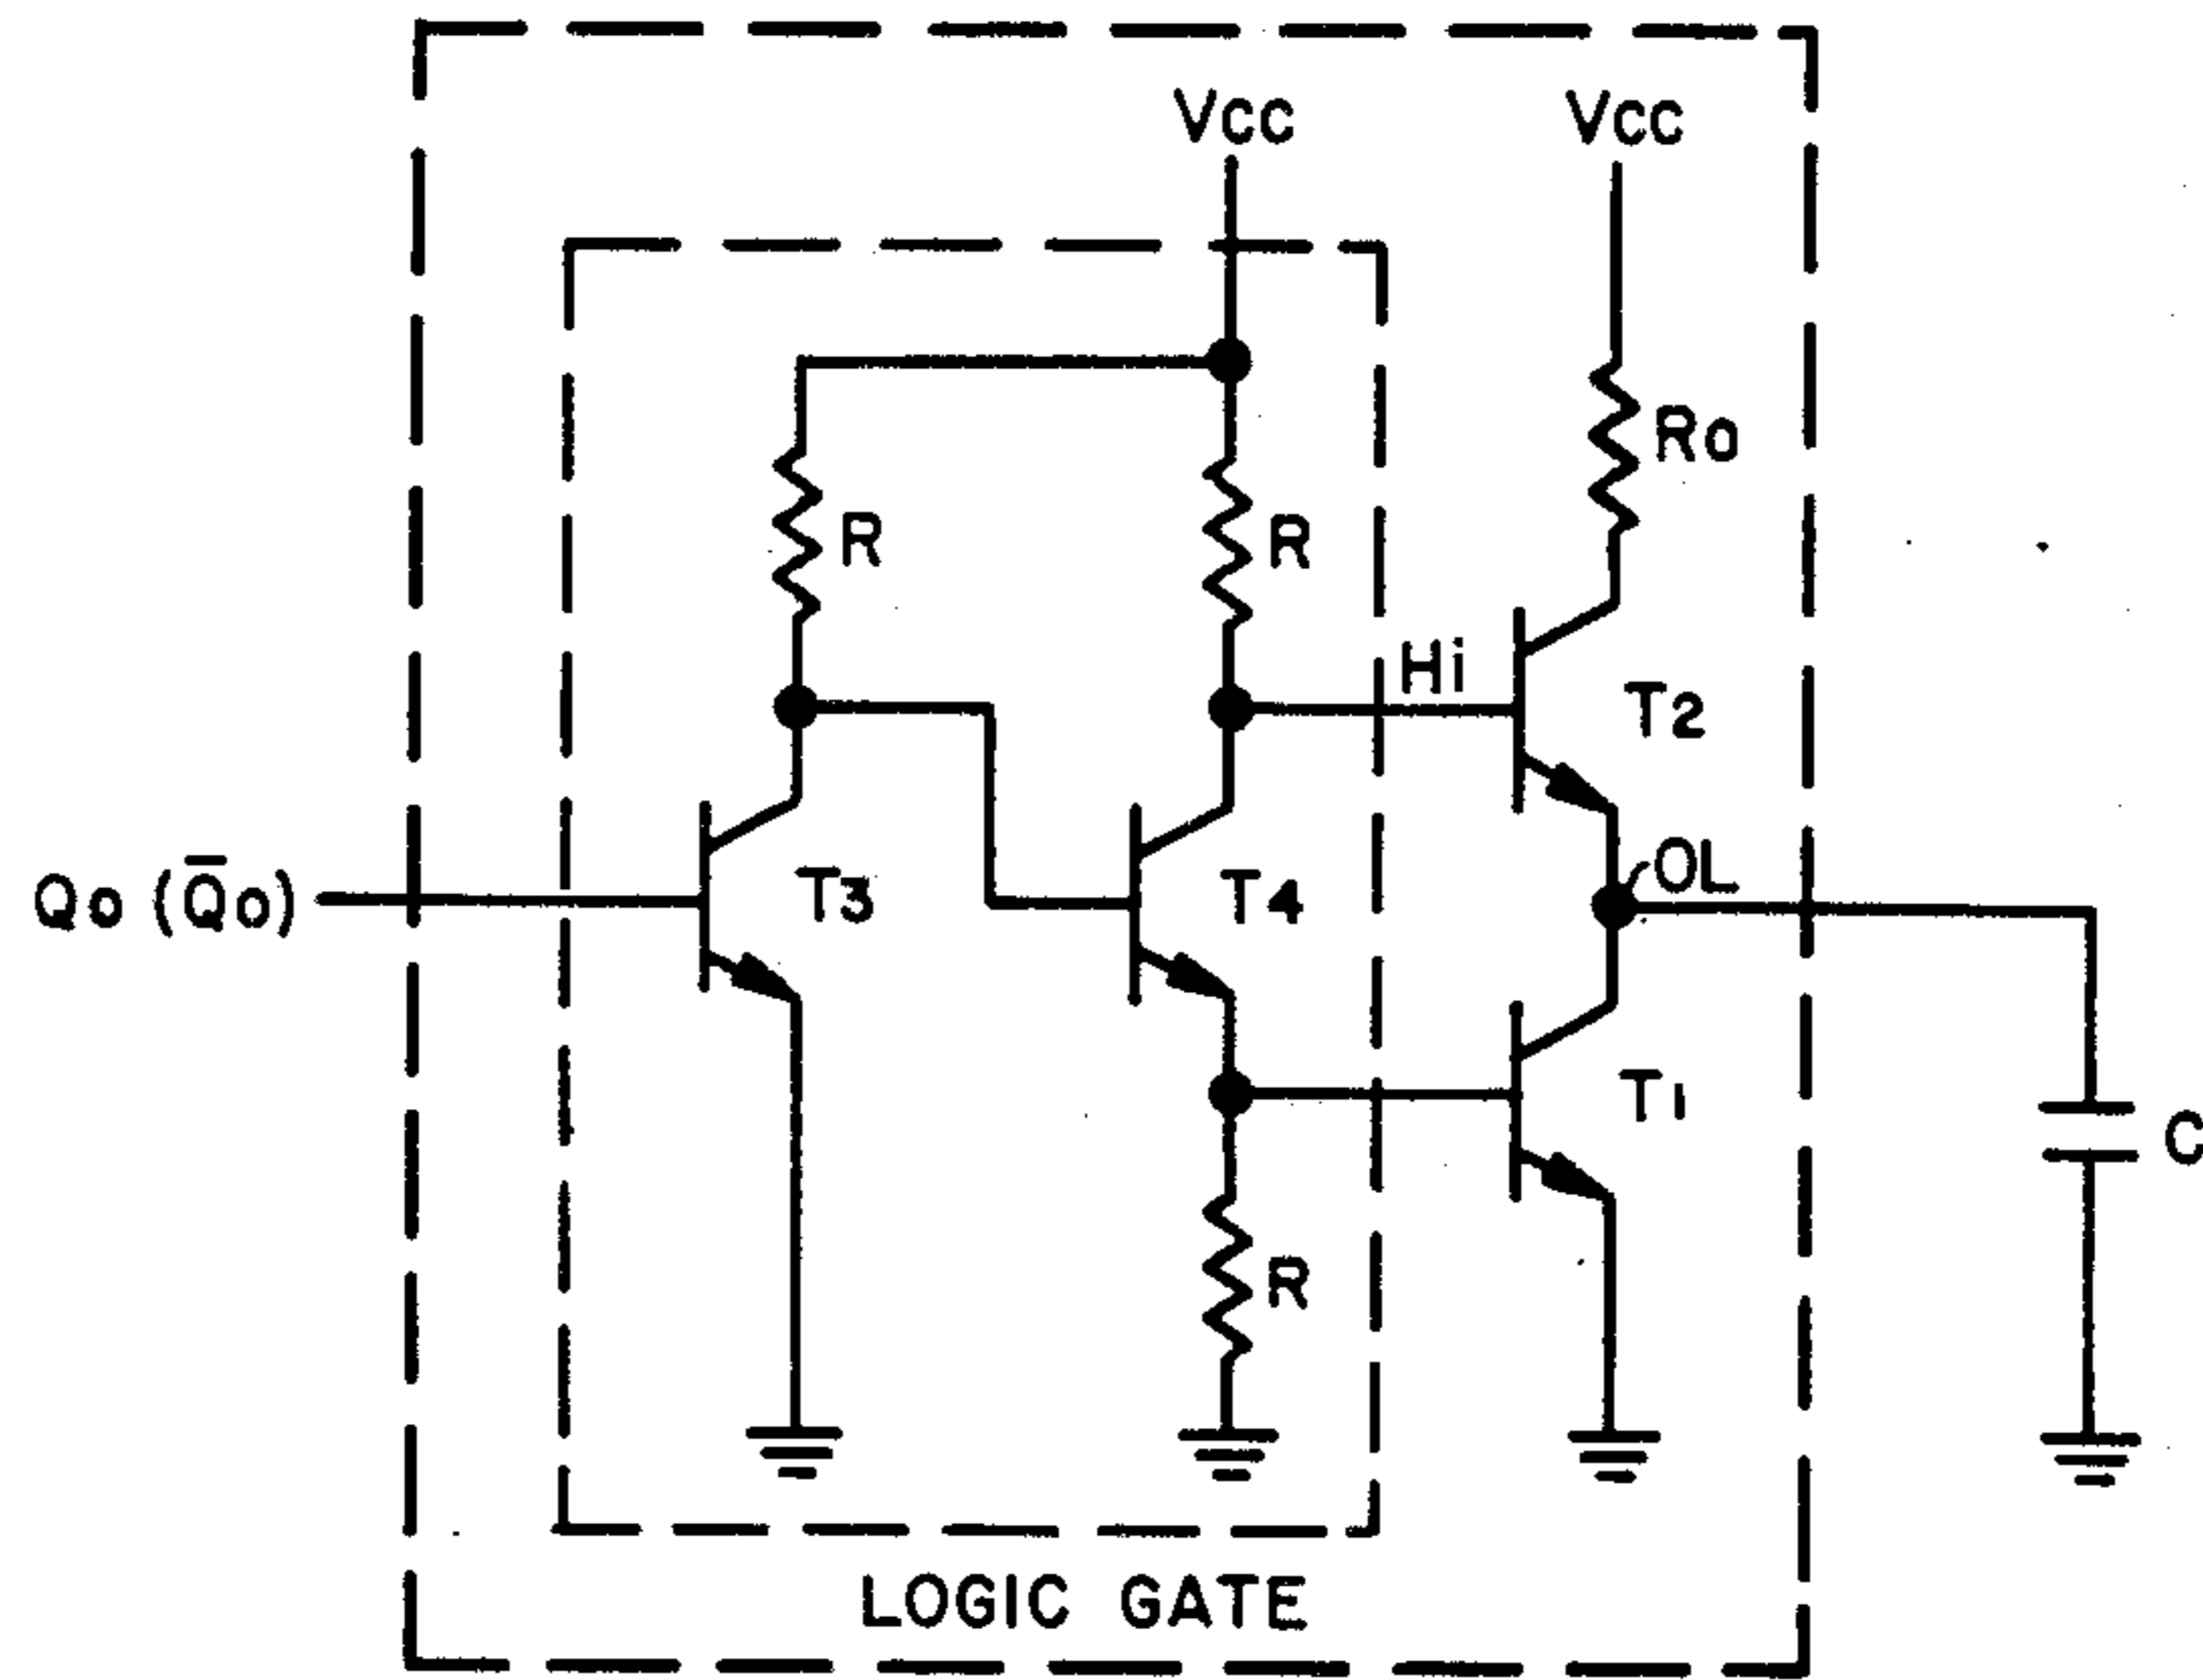 Vcc
Vcc
Ro
R
R
Hi
T2
OL
Qo (Q̅o)
T3
T4
T1
C
R
LOGIC GATE